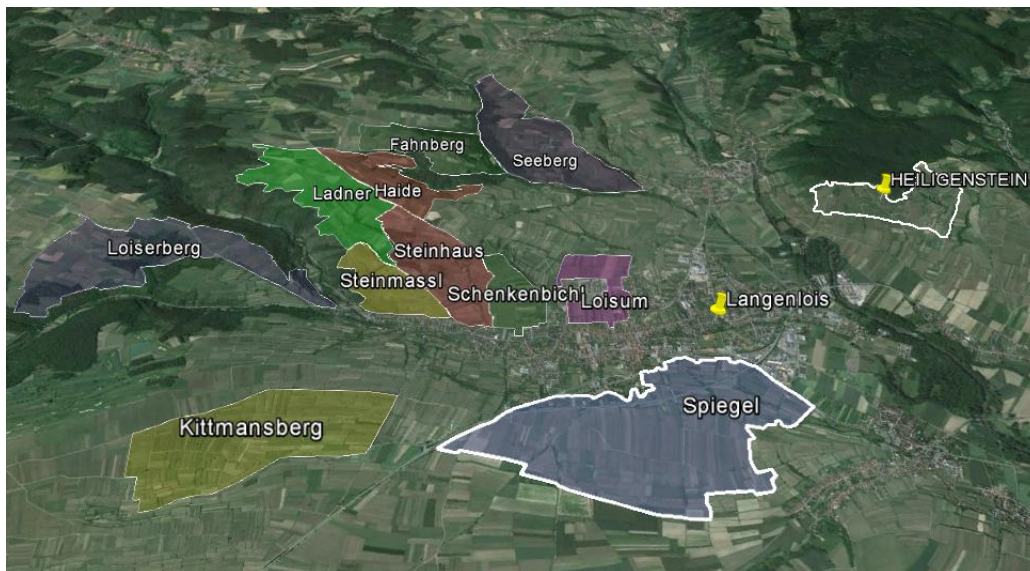 Fahnberg
Seeberg
HEILIGENSTEIN
Ladner
Haide
Loiserberg
Steinhaus
Steinmassl
Schenkenbichl
Loisum
Langenlois
Spiegel
Kittmansberg